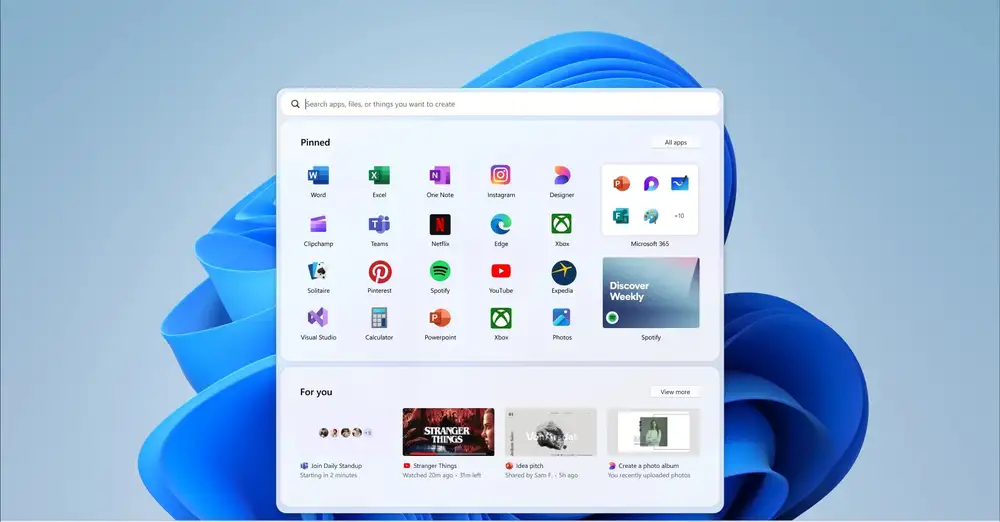 Search apps, files, or things you want to create
Pinned
All apps
Word
Excel
One Note
Instagram
Designer
Clipchamp
Teams
Netflix
Edge
Xbox
+10
Microsoft 365
Solitaire
Pinterest
Spotify
YouTube
Expedia
Discover
Weekly
Visual Studio
Calculator
Powerpoint
Xbox
Photos
Spotify
For you
View more
STRANGER
THINGS
Join Daily Standup
Starting in 2 minutes
Stranger Things
Watched 20m ago • 31m left
Idea pitch
Shared by Sam F. • 5h ago
Create a photo album
You recently uploaded photos